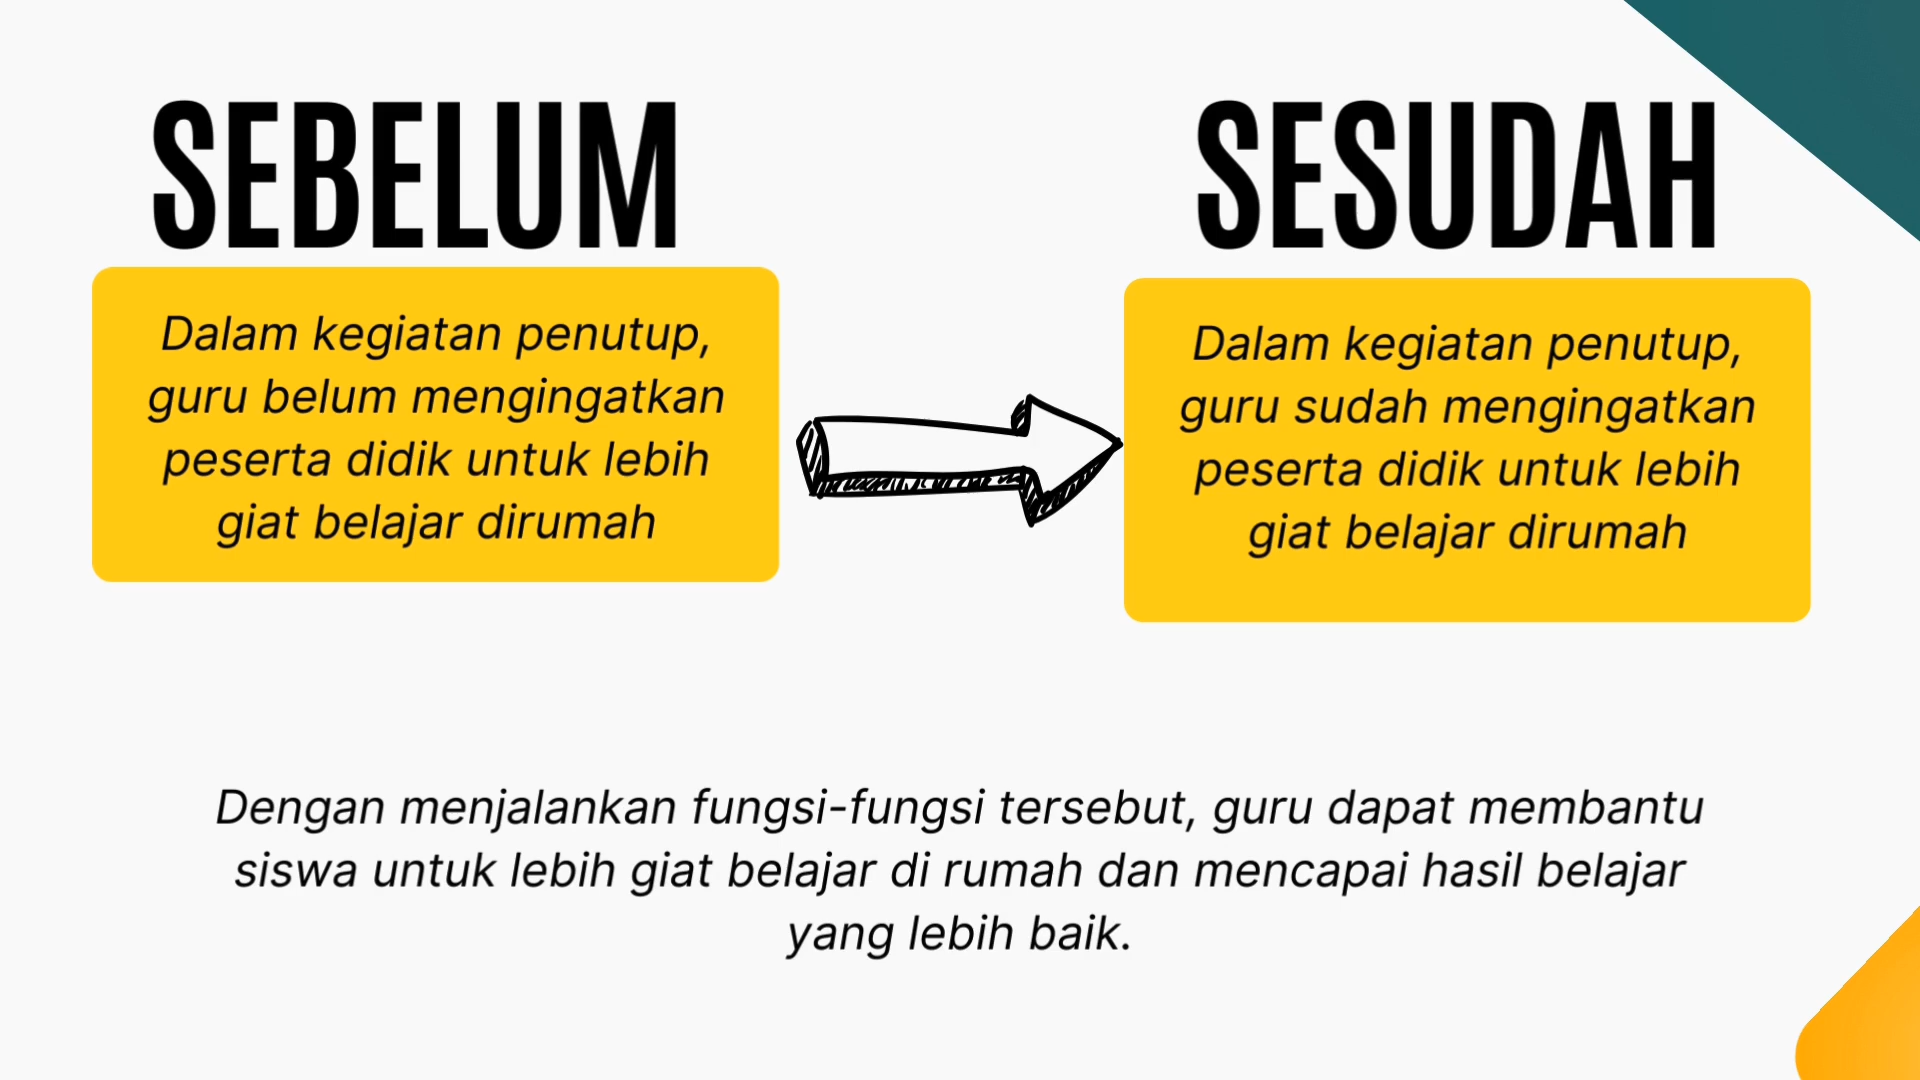 SEBELUM
Dalam kegiatan penutup,
guru belum mengingatkan
peserta didik untuk lebih
giat belajar dirumah
SESUDAH
Dalam kegiatan penutup,
guru sudah mengingatkan
peserta didik untuk lebih
giat belajar dirumah
Dengan menjalankan fungsi-fungsi tersebut, guru dapat membantu
siswa untuk lebih giat belajar di rumah dan mencapai hasil belajar
yang lebih baik.